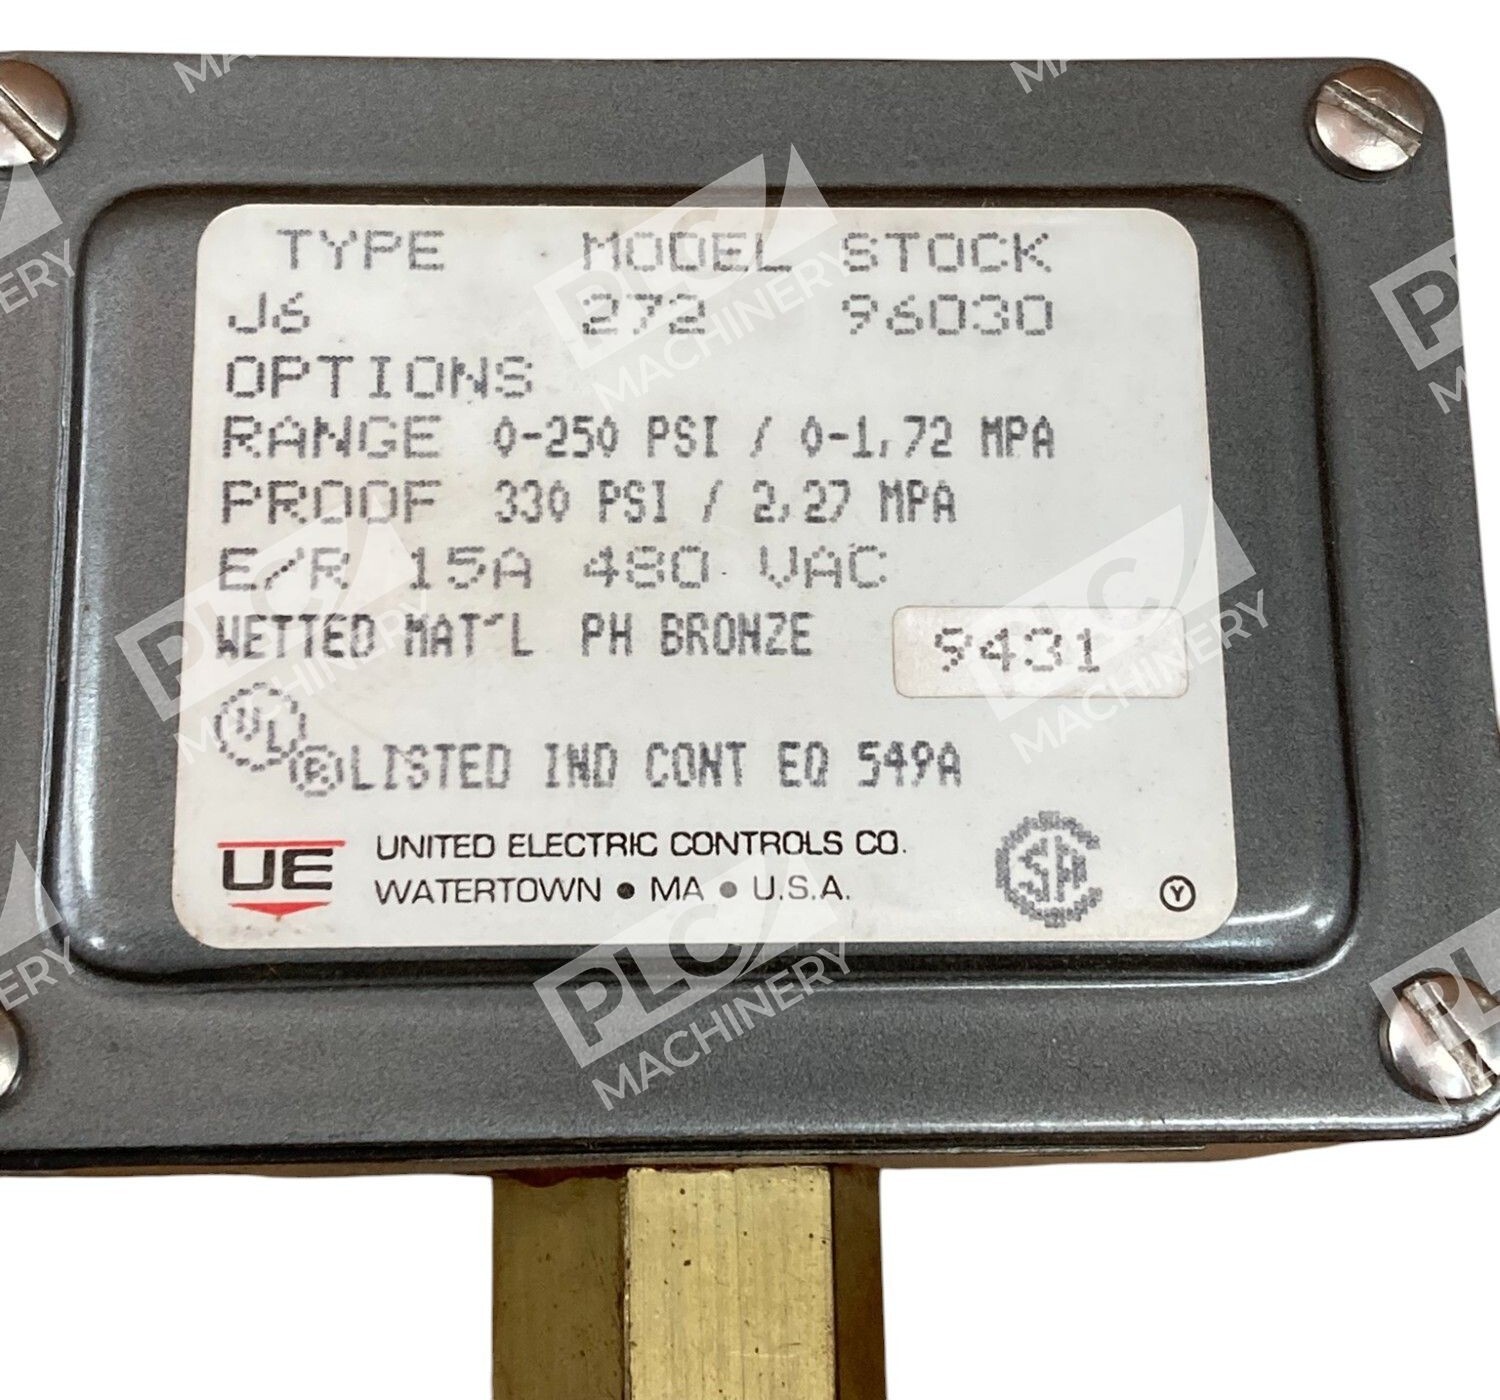 TYPE MODEL STOCK
J6 272 96030
OPTIONS
RANGE 0-250 PSI / 0-1,72 MPA
PROOF 330 PSI / 2,27 MPA
E/R 15A 480 VAC
WETTED MAT'L PH BRONZE
9431
UL
® LISTED IND CONT EQ 549A
UE UNITED ELECTRIC CONTROLS CO.
WATERTOWN • MA • U.S.A.
CSA
Y
PLC
MACHINERY